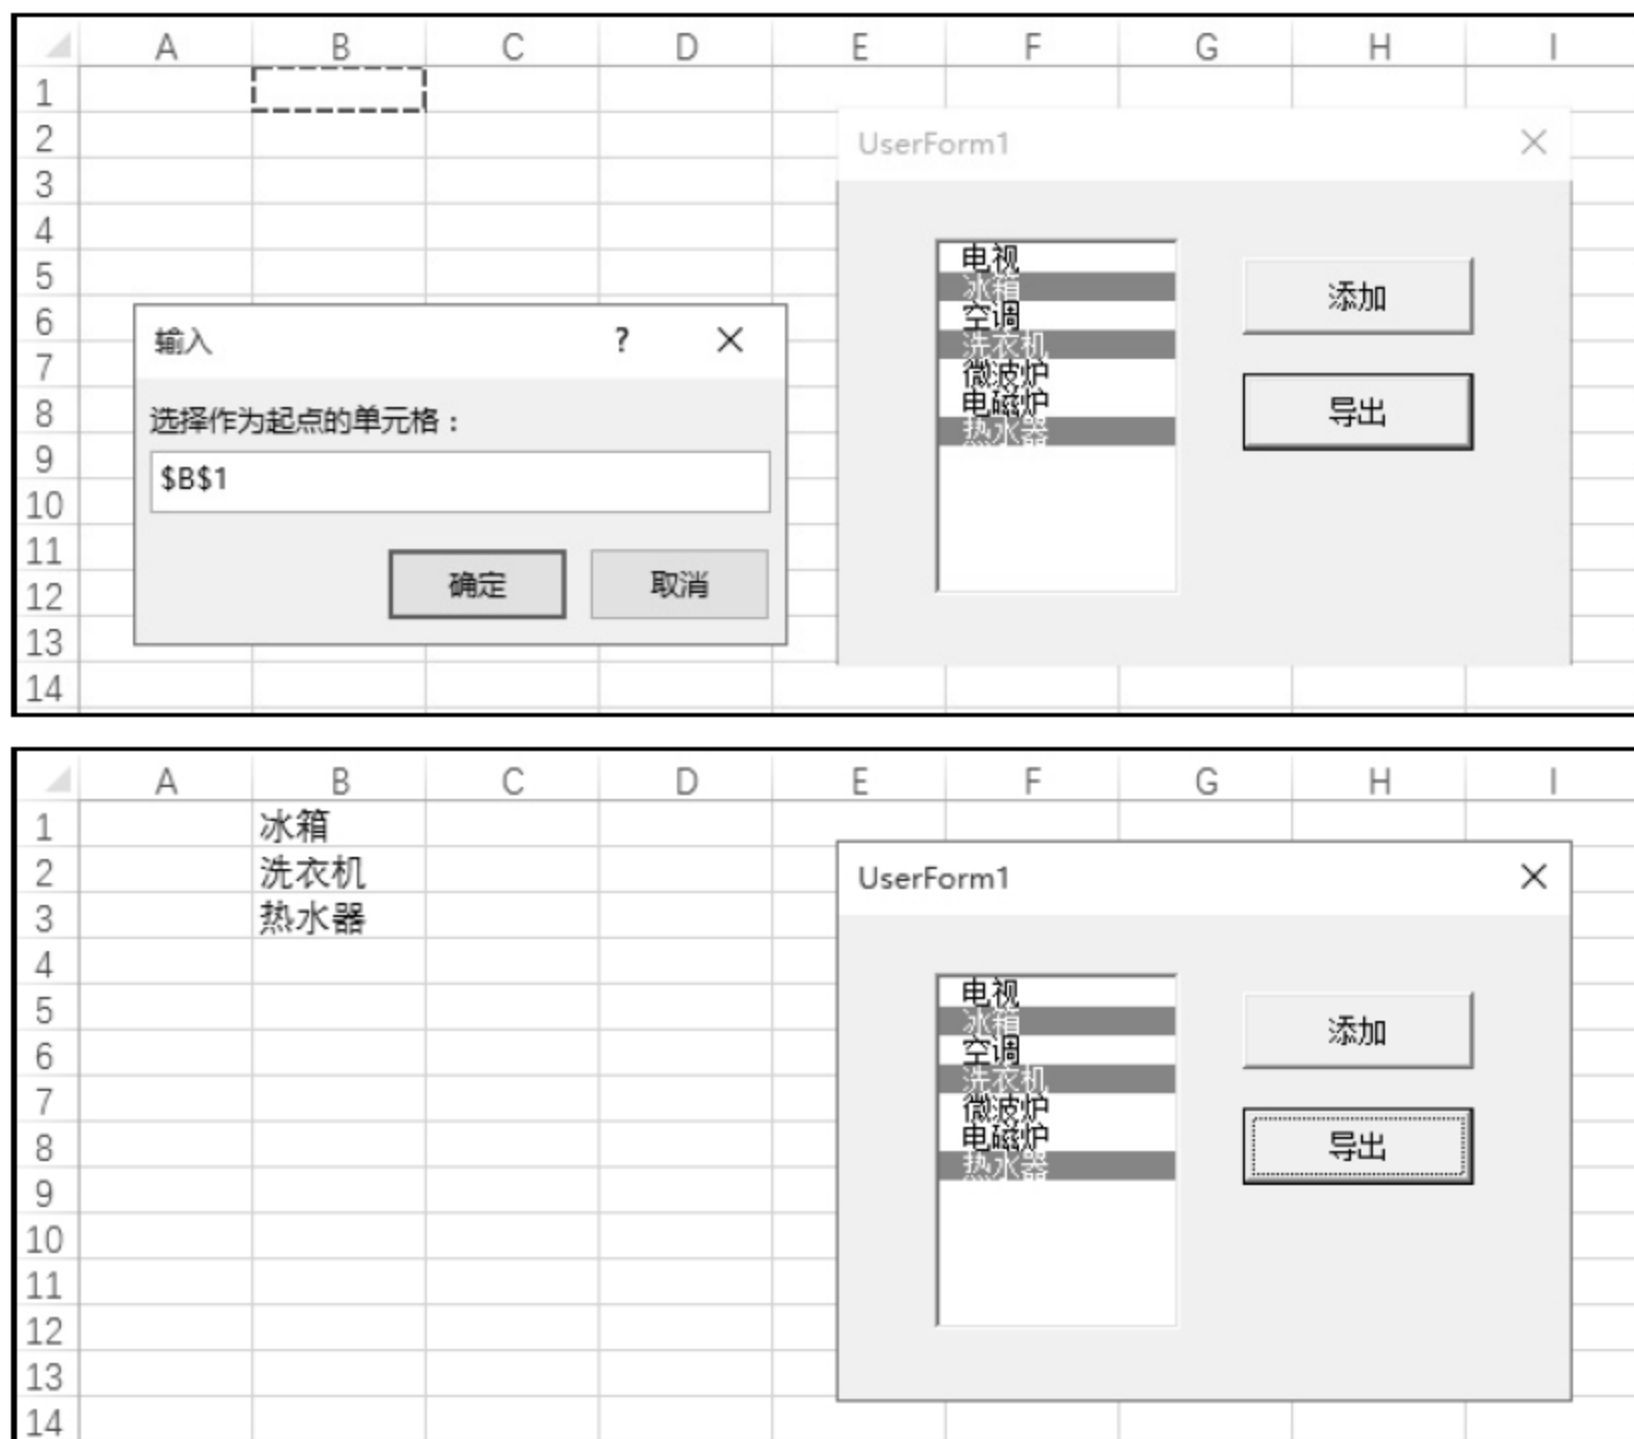 A B C D E F G H I
1
2
UserForm1
3
4
电视
5
冰箱
添加
6
空调
输入 ?
7
洗衣机
微波炉
8
选择作为起点的单元格：
电磁炉
导出
9
热水器
$B$1
10
11
12
确定 取消
13
14
A B C D E F G H I
1 冰箱
2 洗衣机
UserForm1
3 热水器
4
电视
5
冰箱
添加
6
空调
洗衣机
7
微波炉
8
电磁炉
导出
热水器
9
10
11
12
13
14